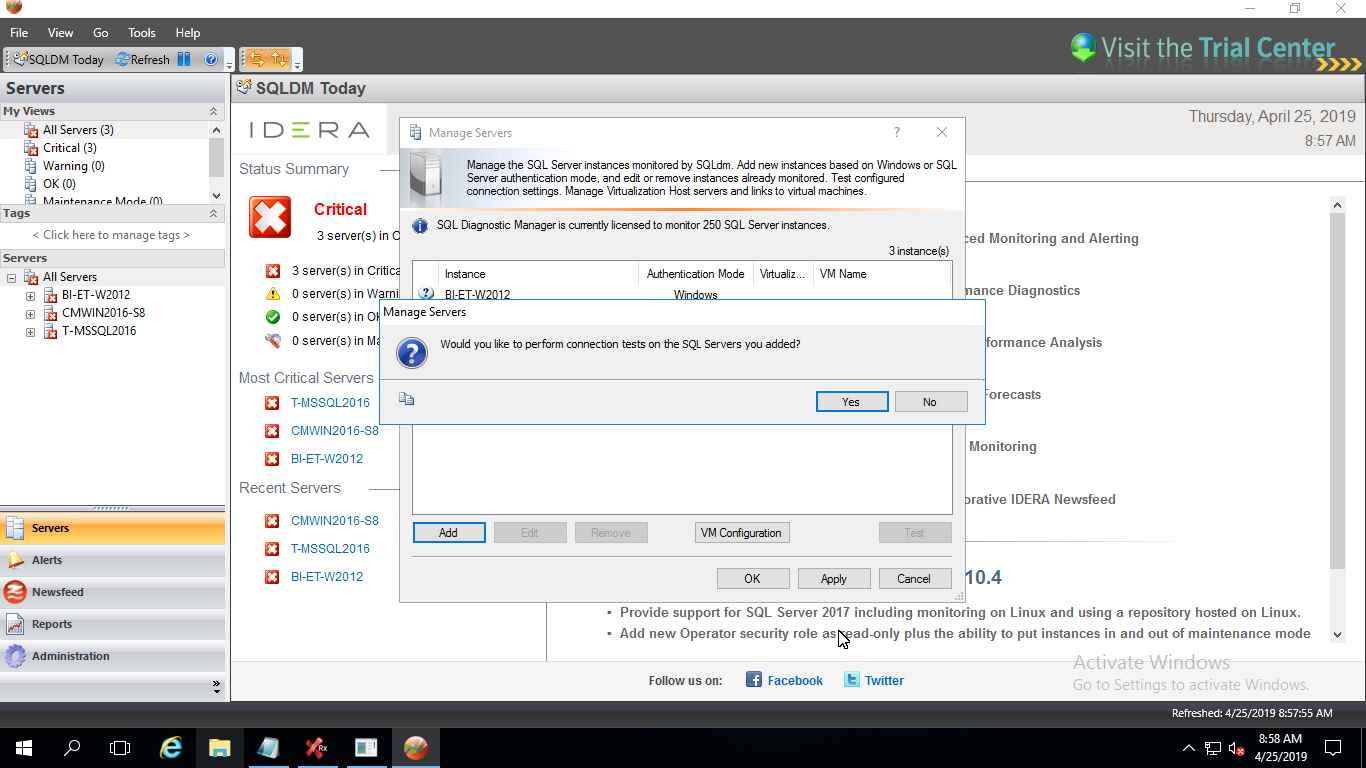 File View Go Tools Help
SQLDM Today Refresh
Visit the Trial Center
Servers
My Views
All Servers (3)
Critical (3)
Warning (0)
OK (0)
Maintenance Mode (0)
Tags
< Click here to manage tags >
Servers
All Servers
BI-ET-W2012
CMWIN2016-S8
T-MSSQL2016
Servers
Alerts
Newsfeed
Reports
Administration
SQLDM Today
IDERA
Thursday, April 25, 2019
8:57 AM
Status Summary
Critical
3 server(s) in C
3 server(s) in Critica
0 server(s) in Warni
0 server(s) in OK
0 server(s) in Ma
Most Critical Servers
T-MSSQL2016
CMWIN2016-S8
BI-ET-W2012
Recent Servers
CMWIN2016-S8
T-MSSQL2016
BI-ET-W2012
Manage Servers
?
Manage the SQL Server instances monitored by SQLdm. Add new instances based on Windows or SQL
Server authentication mode, and edit or remove instances already monitored. Test configured
connection settings. Manage Virtualization Host servers and links to virtual machines.
SQL Diagnostic Manager is currently licensed to monitor 250 SQL Server instances.
3 instance(s)
Instance Authentication Mode Virtualiz... VM Name
BI-ET-W2012 Windows
Manage Servers
Would you like to perform connection tests on the SQL Servers you added?
Yes No
Add Edit Remove VM Configuration Test
OK Apply Cancel
ced Monitoring and Alerting
mance Diagnostics
formance Analysis
Forecasts
Monitoring
orative IDERA Newsfeed
10.4
• Provide support for SQL Server 2017 including monitoring on Linux and using a repository hosted on Linux.
• Add new Operator security role as read-only plus the ability to put instances in and out of maintenance mode
Follow us on: Facebook Twitter
Activate Windows
Go to Settings to activate Windows.
Refreshed: 4/25/2019 8:57:55 AM
8:58 AM
4/25/2019